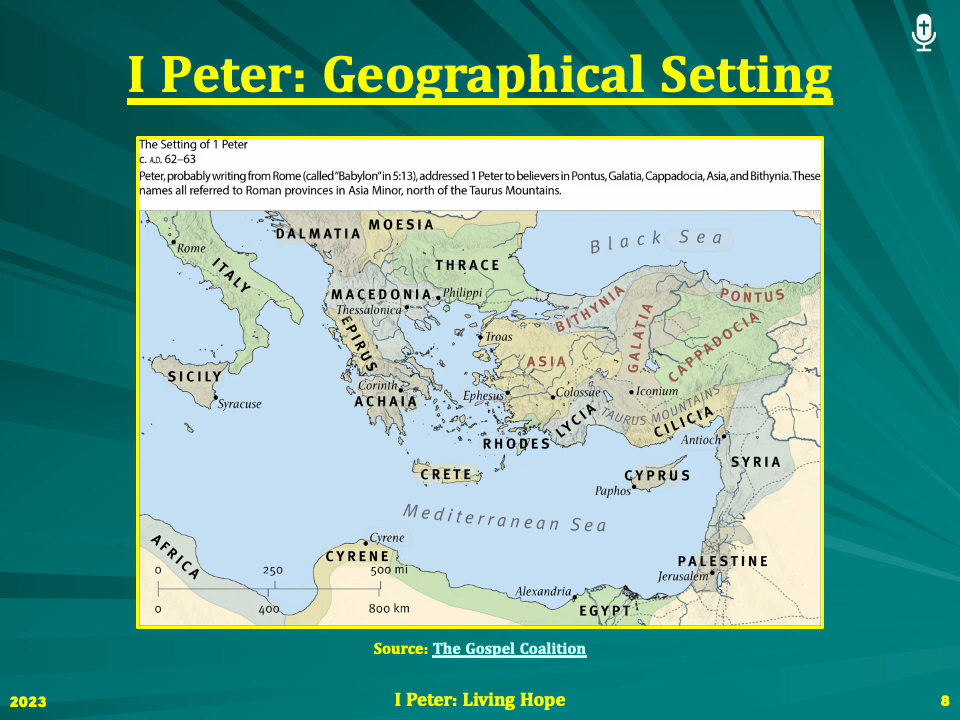 I Peter: Geographical Setting
The Setting of 1 Peter
c. A.D. 62–63
Peter, probably writing from Rome (called “Babylon” in 5:13), addressed 1 Peter to believers in Pontus, Galatia, Cappadocia, Asia, and Bithynia. These
names all referred to Roman provinces in Asia Minor, north of the Taurus Mountains.
DALMATIA
MOESIA
Black Sea
Rome
ITALY
THRACE
MACEDONIA
Philippi
Thessalonica
BITHYNIA
PONTUS
EPIRUS
Troas
GALATIA
CAPPADOCIA
ASIA
SICILY
Syracuse
Corinth
ACHAIA
Ephesus
Colossae
Iconium
TAURUS MOUNTAINS
LYCIA
CILICIA
Antioch
RHODES
SYRIA
CRETE
CYPRUS
Paphos
Mediterranean Sea
AFRICA
Cyrene
CYRENE
PALESTINE
Jerusalem
Alexandria
EGYPT
0 250 500 mi
0 400 800 km
Source: The Gospel Coalition
2023
I Peter: Living Hope
8